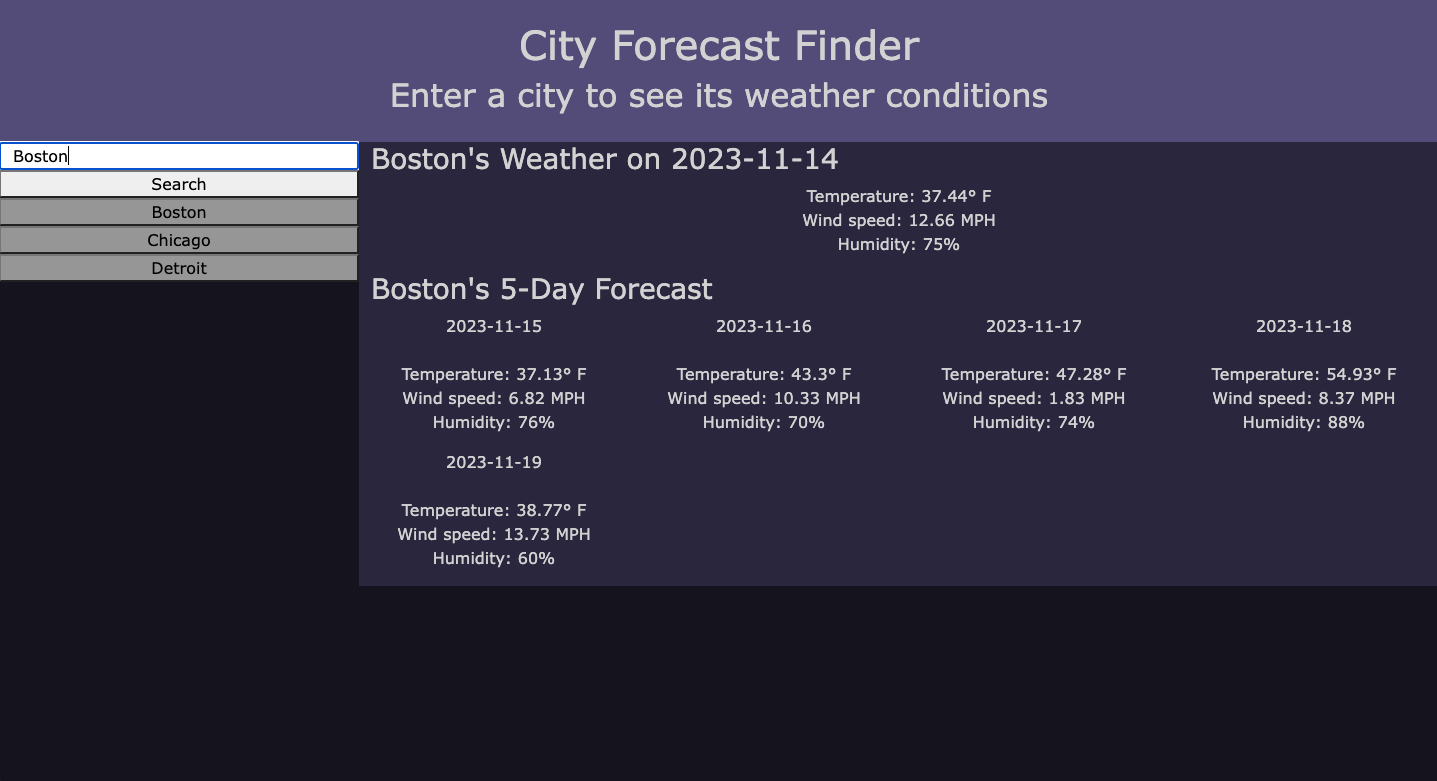 City Forecast Finder
Enter a city to see its weather conditions
Boston
Search
Boston
Chicago
Detroit
Boston's Weather on 2023-11-14
Temperature: 37.44° F
Wind speed: 12.66 MPH
Humidity: 75%
Boston's 5-Day Forecast
2023-11-15
Temperature: 37.13° F
Wind speed: 6.82 MPH
Humidity: 76%
2023-11-16
Temperature: 43.3° F
Wind speed: 10.33 MPH
Humidity: 70%
2023-11-17
Temperature: 47.28° F
Wind speed: 1.83 MPH
Humidity: 74%
2023-11-18
Temperature: 54.93° F
Wind speed: 8.37 MPH
Humidity: 88%
2023-11-19
Temperature: 38.77° F
Wind speed: 13.73 MPH
Humidity: 60%